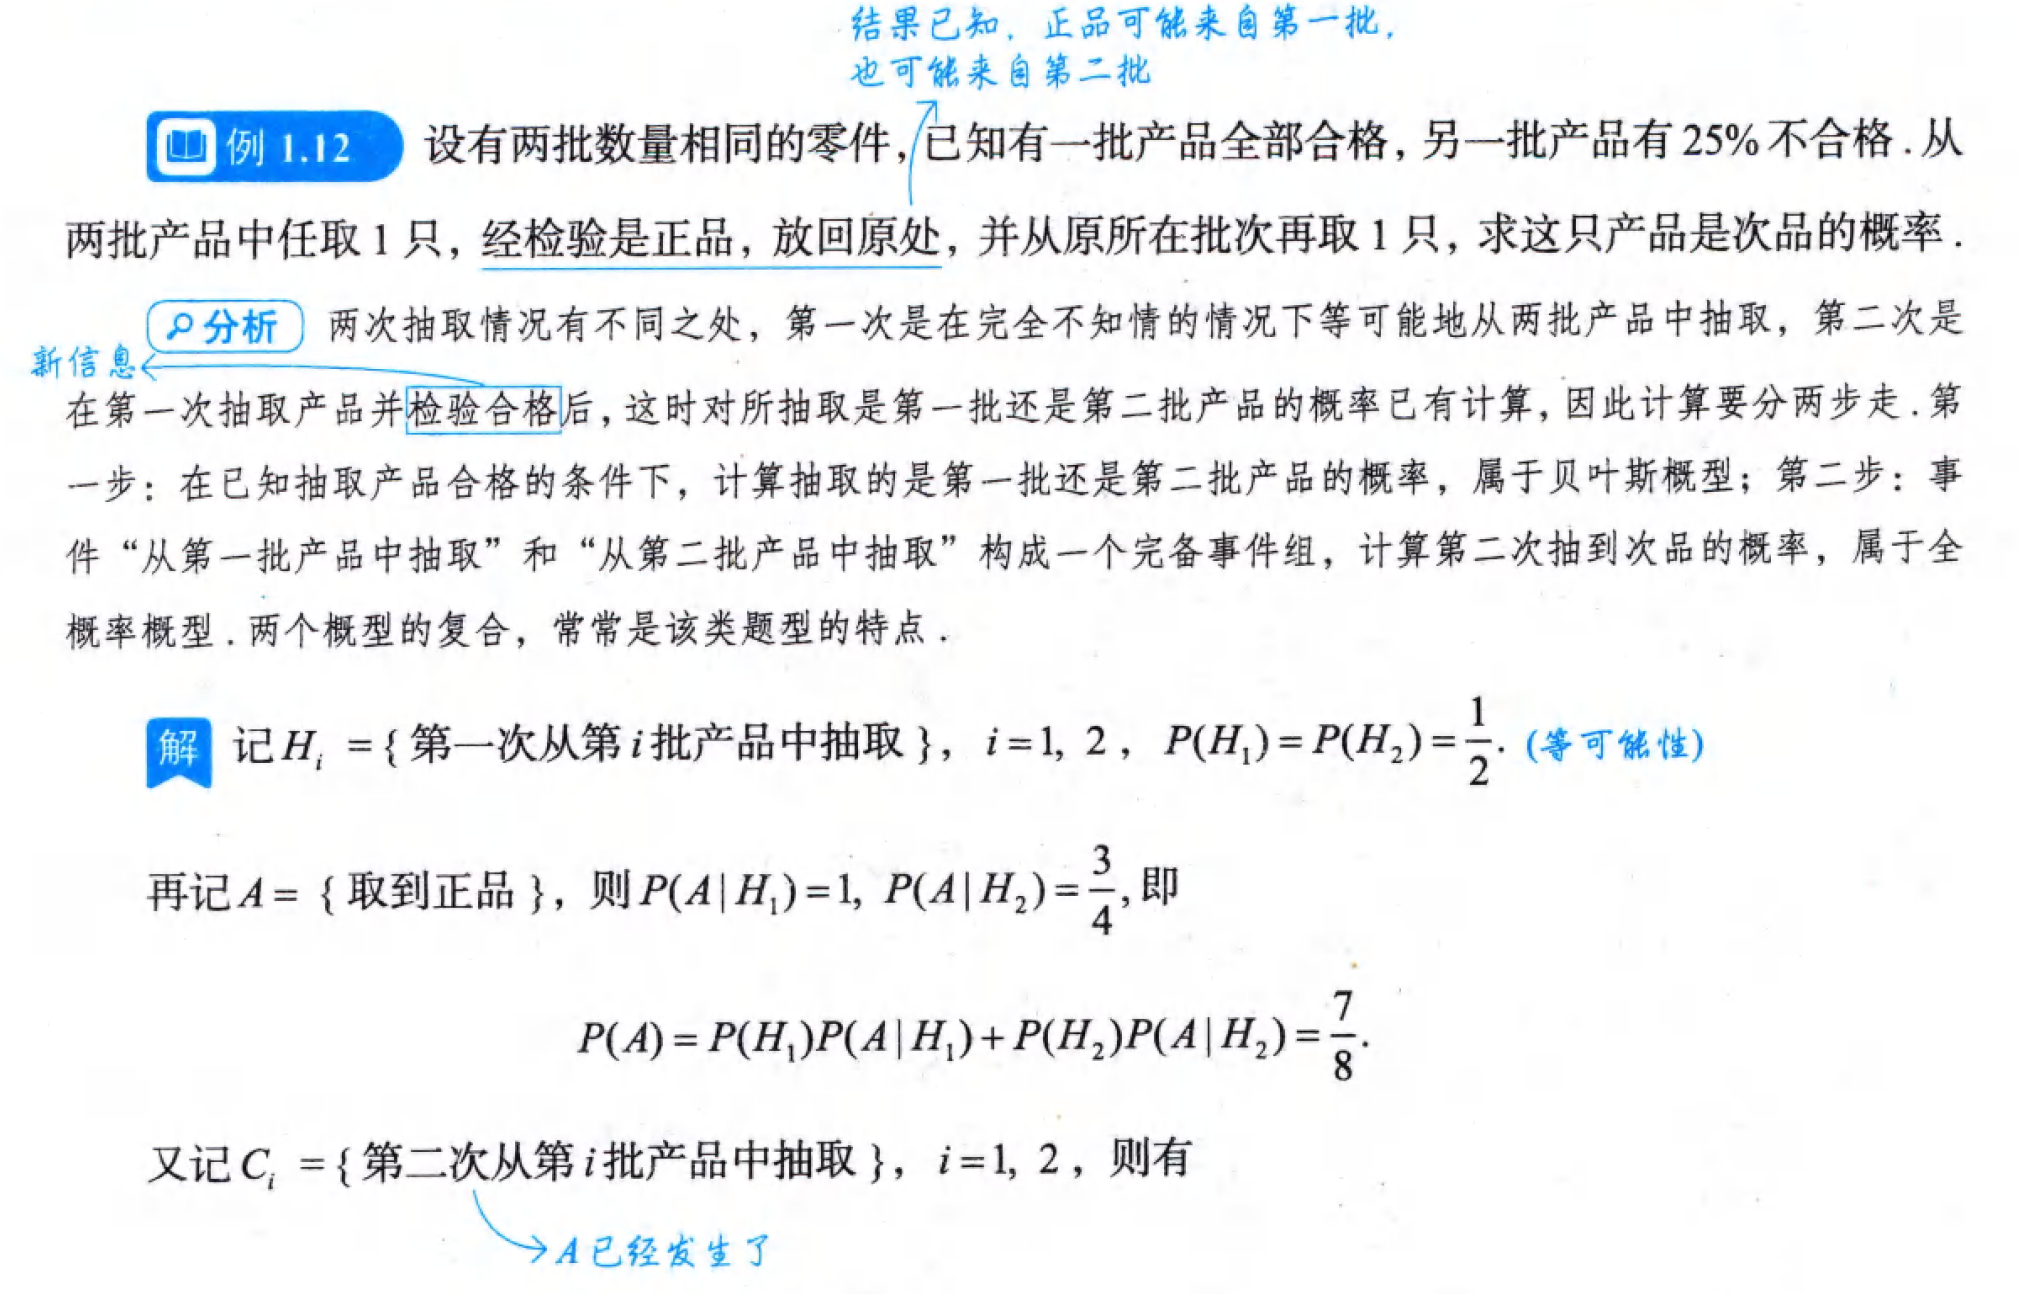 结果已知，正品可能来自第一批，
也可能来自第二批
例 1.12 设有两批数量相同的零件，已知有一批产品全部合格，另一批产品有 25% 不合格．从
两批产品中任取 1 只，经检验是正品，放回原处，并从原所在批次再取 1 只，求这只产品是次品的概率．
分析 两次抽取情况有不同之处，第一次是在完全不知情的情况下等可能地从两批产品中抽取，第二次是
新信息
在第一次抽取产品并检验合格后，这时对所抽取是第一批还是第二批产品的概率已有计算，因此计算要分两步走．第
一步：在已知抽取产品合格的条件下，计算抽取的是第一批还是第二批产品的概率，属于贝叶斯概型；第二步：事
件“从第一批产品中抽取”和“从第二批产品中抽取”构成一个完备事件组，计算第二次抽到次品的概率，属于全
概率概型．两个概型的复合，常常是该类题型的特点．
解 记 H_i = { 第一次从第 i 批产品中抽取 }， i = 1, 2 ， P(H_1) = P(H_2) = 1/2. (等可能性)
再记 A = { 取到正品 }，则 P(A|H_1) = 1, P(A|H_2) = 3/4, 即
P(A) = P(H_1)P(A|H_1) + P(H_2)P(A|H_2) = 7/8.
又记 C_i = { 第二次从第 i 批产品中抽取 }， i = 1, 2 ， 则有
A已经发生了